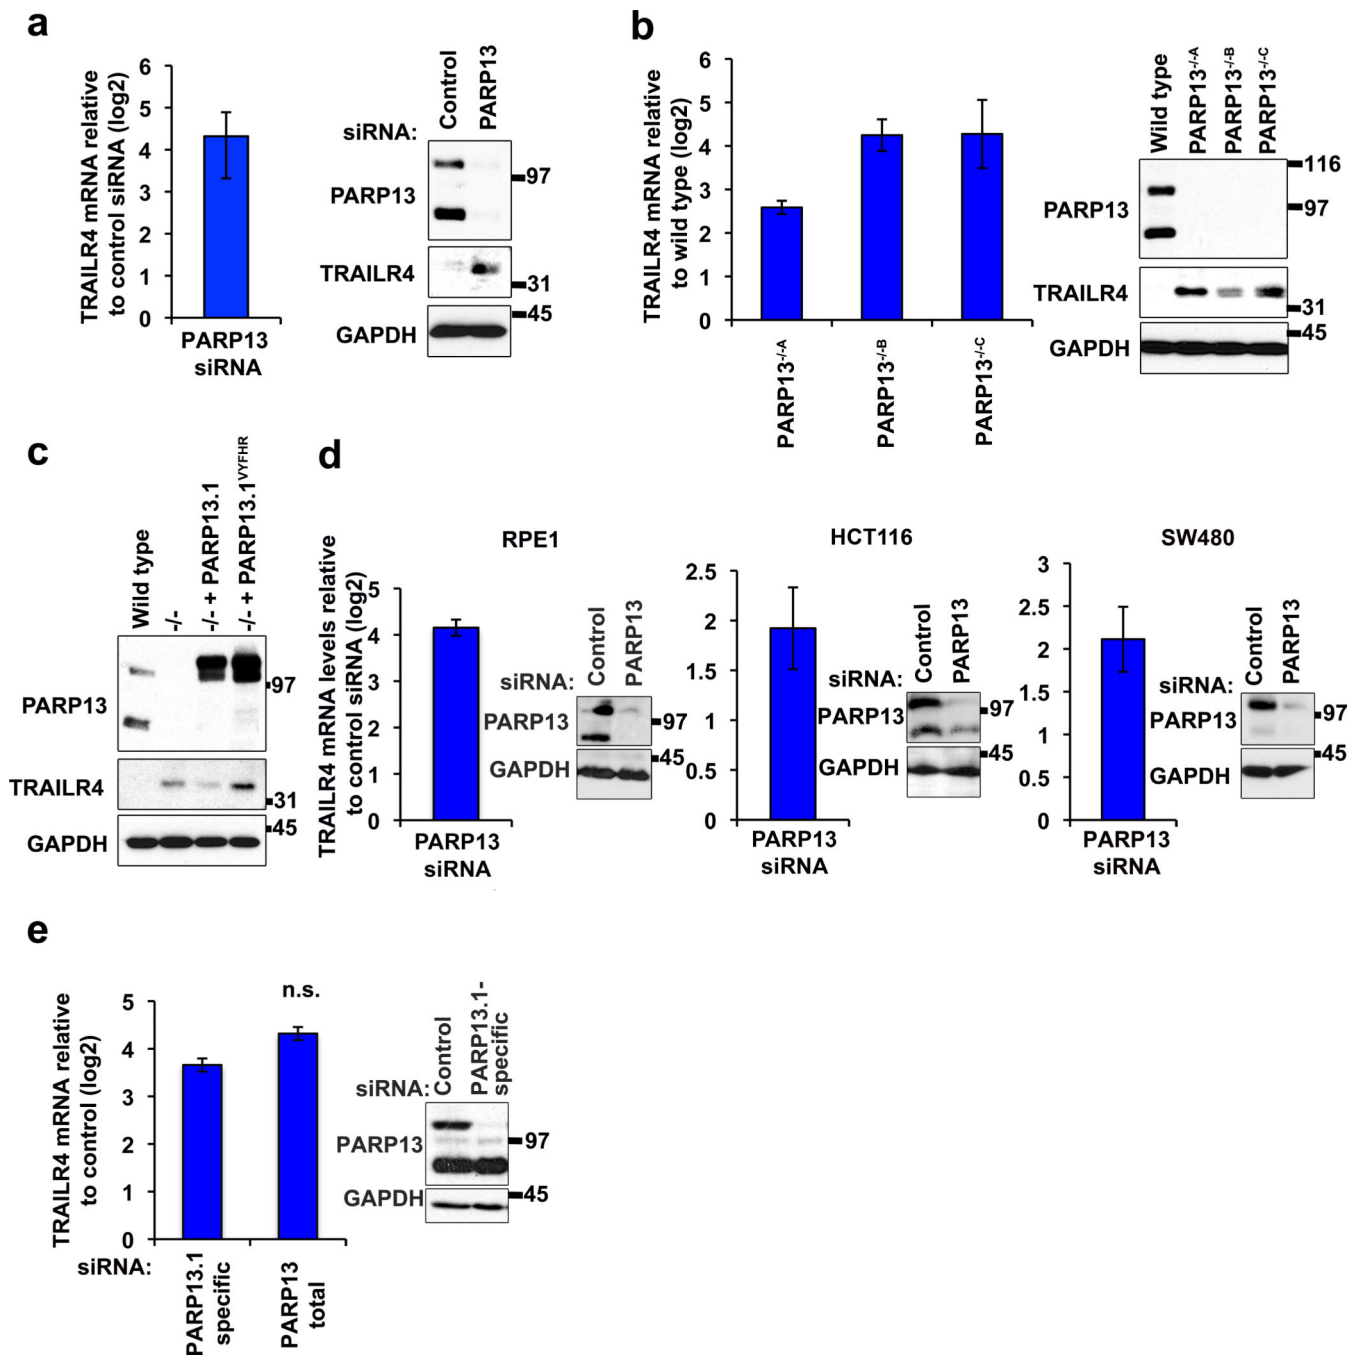 a
TRAILR4 mRNA relative
to control siRNA (log2)
6
5
4
3
2
1
0
PARP13
siRNA
siRNA:
Control
PARP13
PARP13
97
TRAILR4
31
45
GAPDH
b
TRAILR4 mRNA relative
to wild type (log2)
6
5
4
3
2
1
0
PARP13-/-A
PARP13-/-B
PARP13-/-C
Wild type
PARP13-/-A
PARP13-/-B
PARP13-/-C
116
PARP13
97
TRAILR4
31
45
GAPDH
c
Wild type
-/-
-/- + PARP13.1
-/- + PARP13.1VYFHR
97
PARP13
TRAILR4
31
45
GAPDH
d
TRAILR4 mRNA levels relative
to control siRNA (log2)
RPE1
5
4
3
2
1
0
PARP13
siRNA
siRNA:
Control
PARP13
PARP13
97
45
GAPDH
HCT116
2.5
2
1.5
1
0.5
0
PARP13
siRNA
siRNA:
Control
PARP13
PARP13
97
45
GAPDH
SW480
3
2.5
2
1.5
1
0.5
0
PARP13
siRNA
siRNA:
Control
PARP13
PARP13
97
45
GAPDH
e
TRAILR4 mRNA relative
to control (log2)
n.s.
5
4
3
2
1
0
siRNA:
PARP13.1
specific
PARP13
total
siRNA:
Control
PARP13.1-
specific
PARP13
97
45
GAPDH